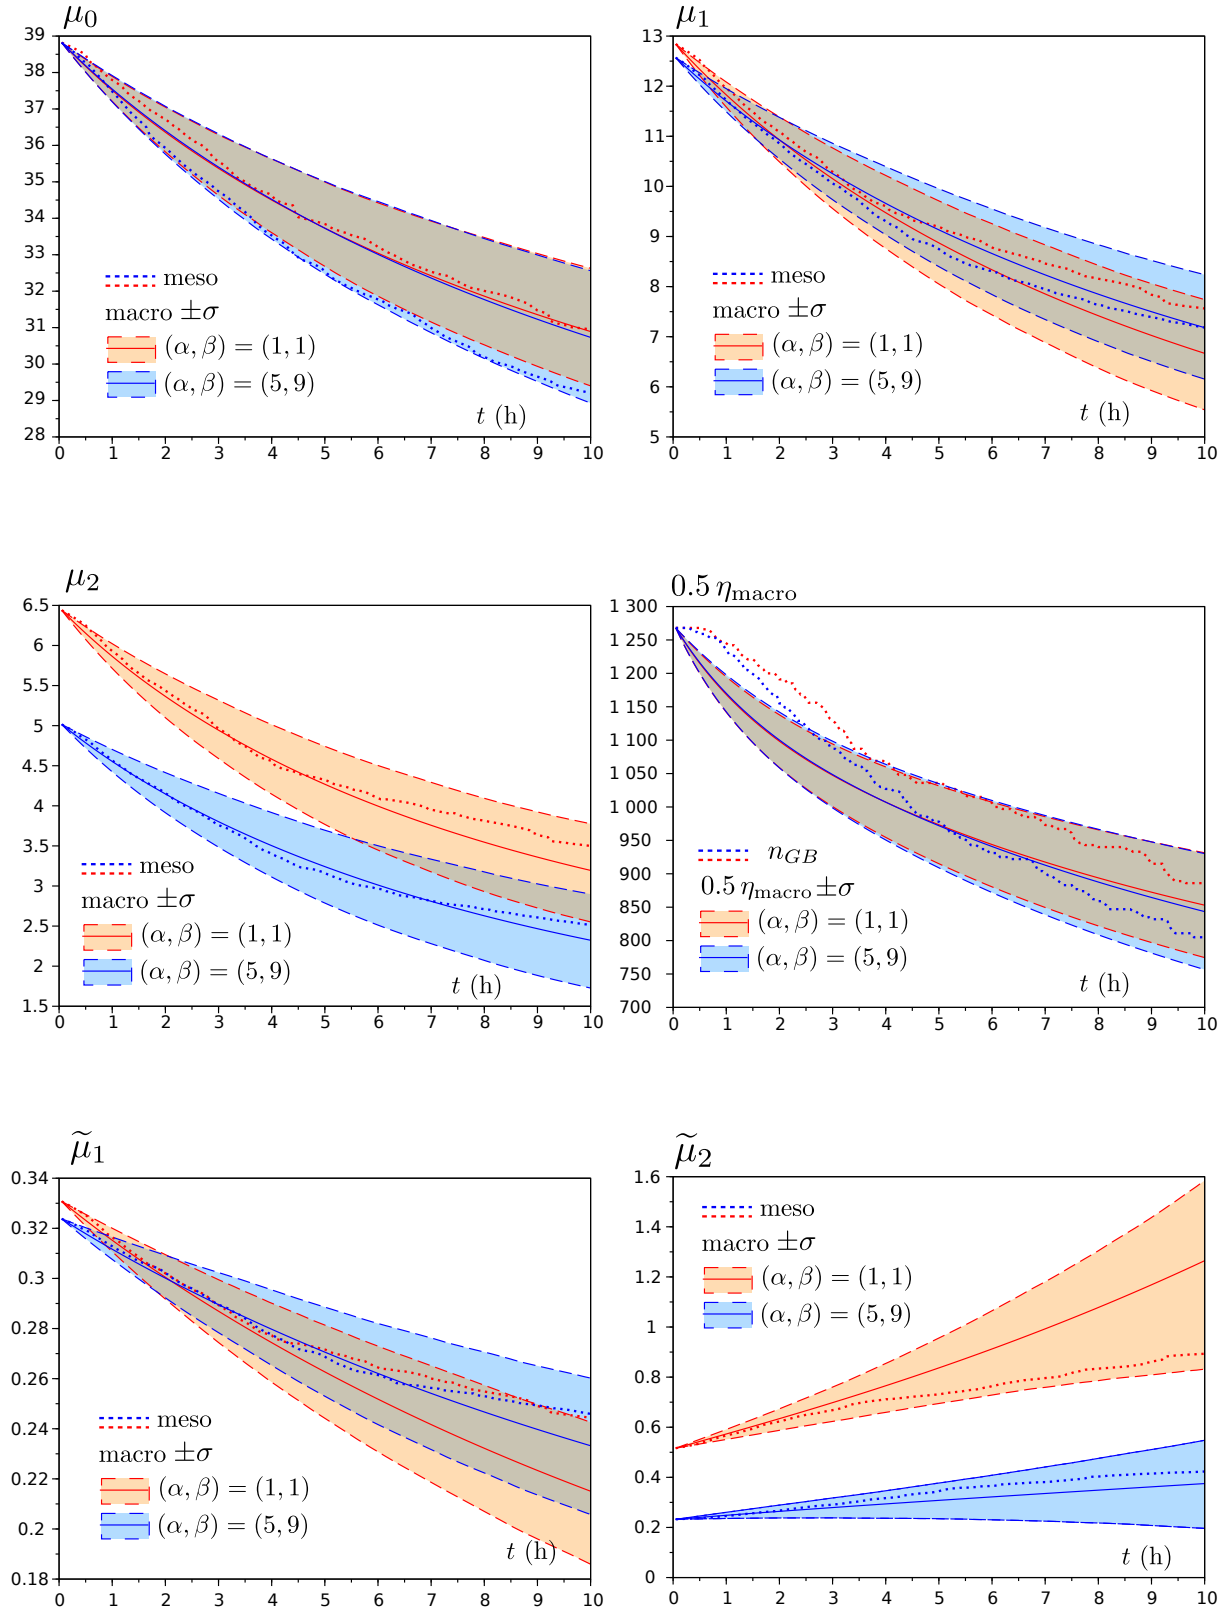 μ₀
39
38
37
36
35
34
33
32
31
30
29
28
0 1 2 3 4 5 6 7 8 9 10
meso
macro ±σ
(α, β) = (1, 1)
(α, β) = (5, 9)
t (h)
μ₁
13
12
11
10
9
8
7
6
5
0 1 2 3 4 5 6 7 8 9 10
meso
macro ±σ
(α, β) = (1, 1)
(α, β) = (5, 9)
t (h)
μ₂
6.5
6
5.5
5
4.5
4
3.5
3
2.5
2
1.5
0 1 2 3 4 5 6 7 8 9 10
meso
macro ±σ
(α, β) = (1, 1)
(α, β) = (5, 9)
t (h)
0.5 η_macro
1 300
1 250
1 200
1 150
1 100
1 050
1 000
950
900
850
800
750
700
0 1 2 3 4 5 6 7 8 9 10
n_GB
0.5 η_macro ±σ
(α, β) = (1, 1)
(α, β) = (5, 9)
t (h)
μ̃₁
0.34
0.32
0.3
0.28
0.26
0.24
0.22
0.2
0.18
0 1 2 3 4 5 6 7 8 9 10
meso
macro ±σ
(α, β) = (1, 1)
(α, β) = (5, 9)
t (h)
μ̃₂
1.6
1.4
1.2
1
0.8
0.6
0.4
0.2
0
0 1 2 3 4 5 6 7 8 9 10
meso
macro ±σ
(α, β) = (1, 1)
(α, β) = (5, 9)
t (h)